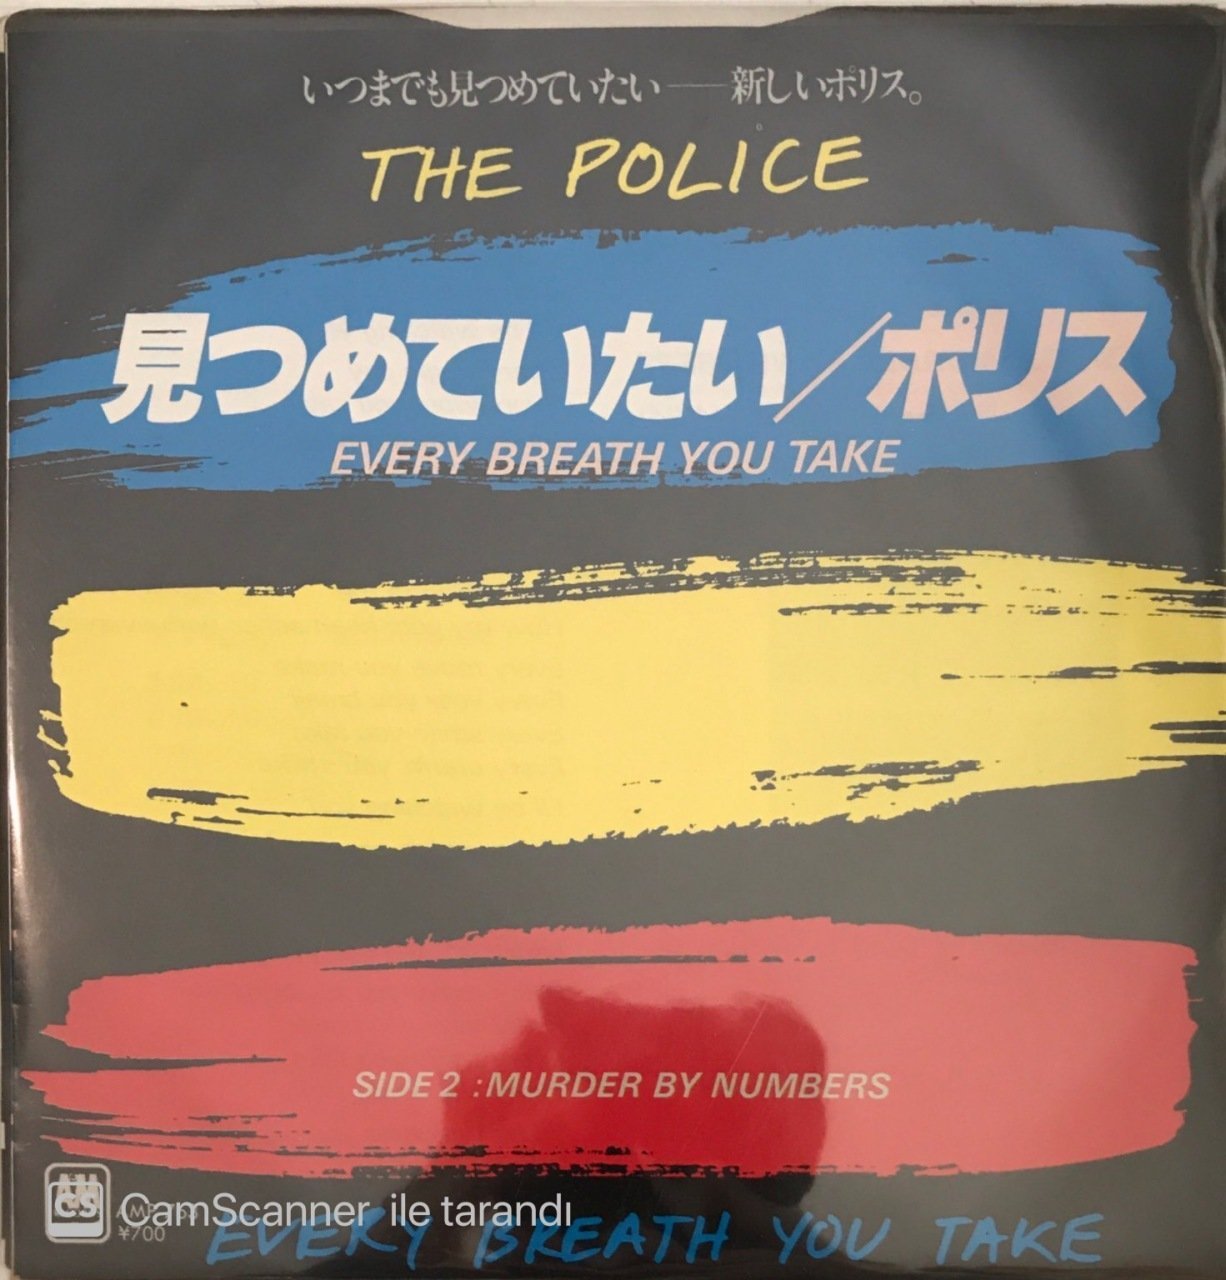 いつまでも見つめていたい——新しいポリス。
THE POLICE
見つめていたい／ポリス
EVERY BREATH YOU TAKE
SIDE 2 : MURDER BY NUMBERS
CS CamScanner ile tarandı
¥700
EVERY BREATH YOU TAKE